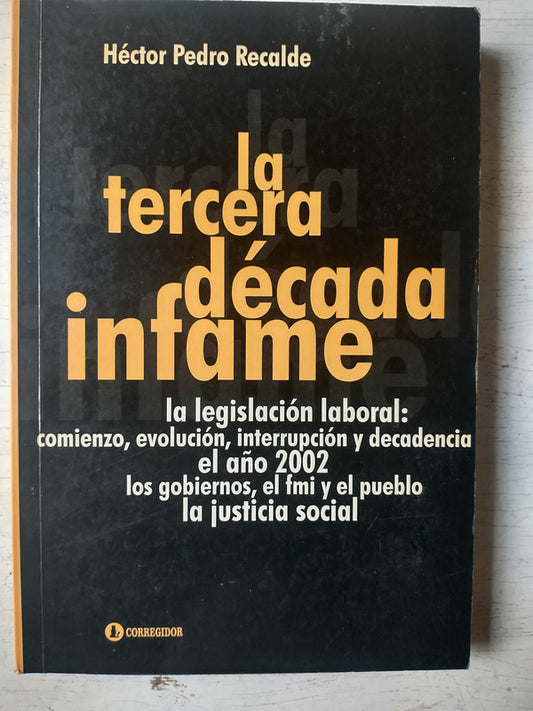 Héctor Pedro Recalde
la
tercera
década
infame
la legislación laboral:
comienzo, evolución, interrupción y decadencia
el año 2002
los gobiernos, el fmi y el pueblo
la justicia social
CORREGIDOR